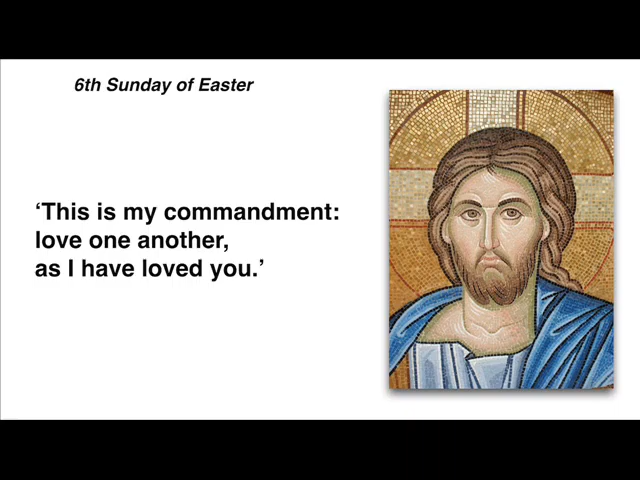 6th Sunday of Easter
‘This is my commandment:
love one another,
as I have loved you.’